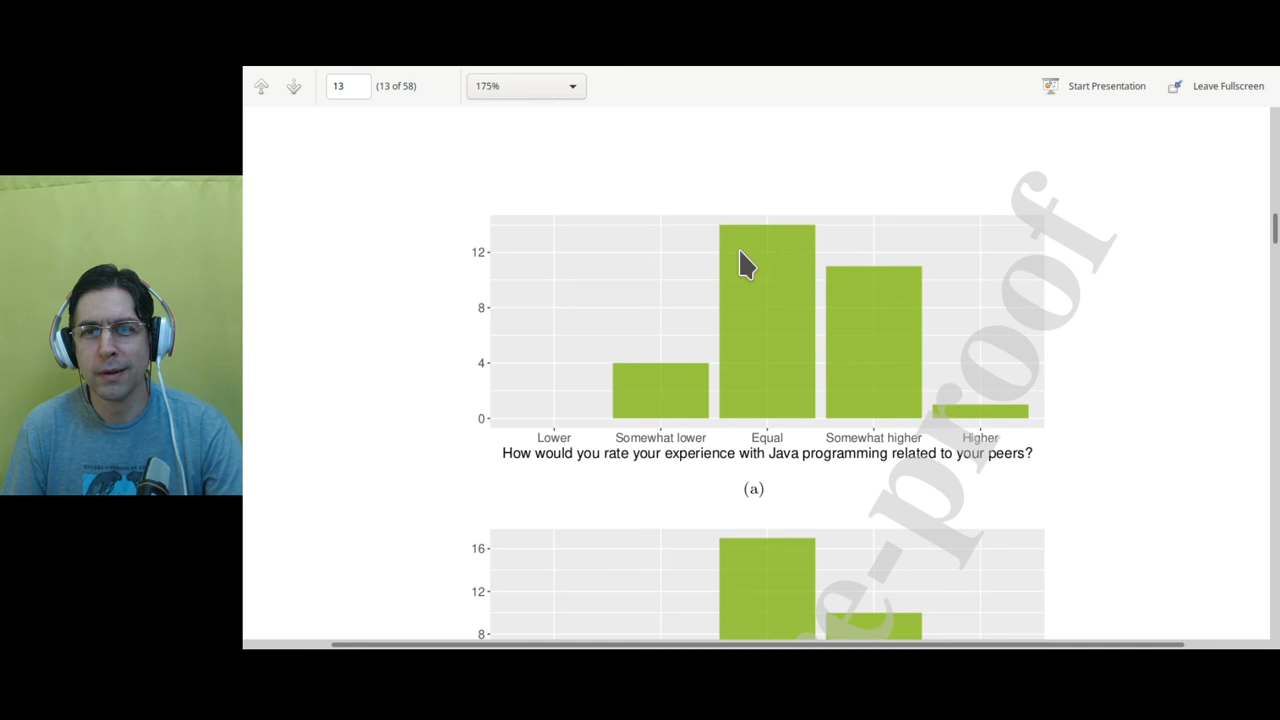 13 (13 of 58) 175% Start Presentation Leave Fullscreen
12
8
4
0
Lower Somewhat lower Equal Somewhat higher Higher
How would you rate your experience with Java programming related to your peers?
(a)
16
12
8
e-proof